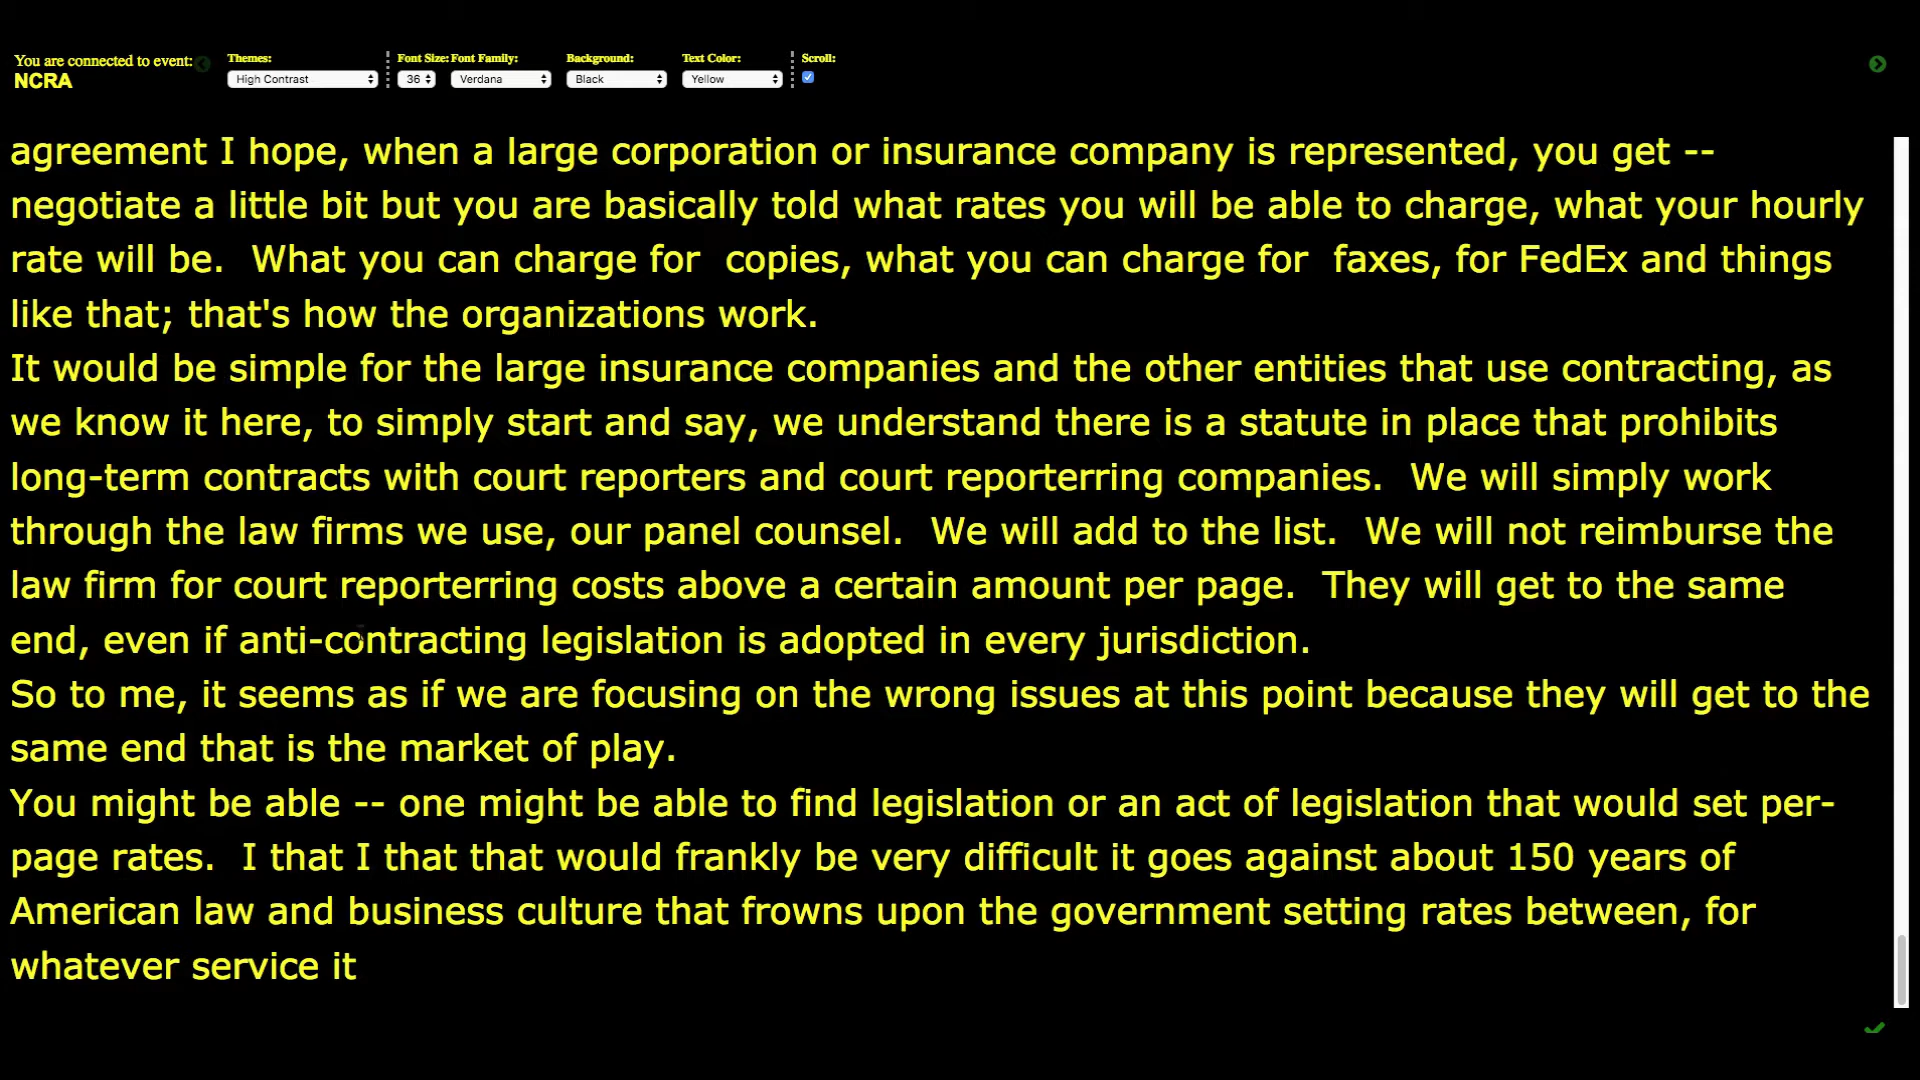 You are connected to event:
NCRA
Themes:
High Contrast
Font Size:
36
Font Family:
Verdana
Background:
Black
Text Color:
Yellow
Scroll:
agreement I hope, when a large corporation or insurance company is represented, you get --
negotiate a little bit but you are basically told what rates you will be able to charge, what your hourly
rate will be.  What you can charge for  copies, what you can charge for  faxes, for FedEx and things
like that; that's how the organizations work.
It would be simple for the large insurance companies and the other entities that use contracting, as
we know it here, to simply start and say, we understand there is a statute in place that prohibits
long-term contracts with court reporters and court reporterring companies.  We will simply work
through the law firms we use, our panel counsel.  We will add to the list.  We will not reimburse the
law firm for court reporterring costs above a certain amount per page.  They will get to the same
end, even if anti-contracting legislation is adopted in every jurisdiction.
So to me, it seems as if we are focusing on the wrong issues at this point because they will get to the
same end that is the market of play.
You might be able -- one might be able to find legislation or an act of legislation that would set per-
page rates.  I that I that that would frankly be very difficult it goes against about 150 years of
American law and business culture that frowns upon the government setting rates between, for
whatever service it